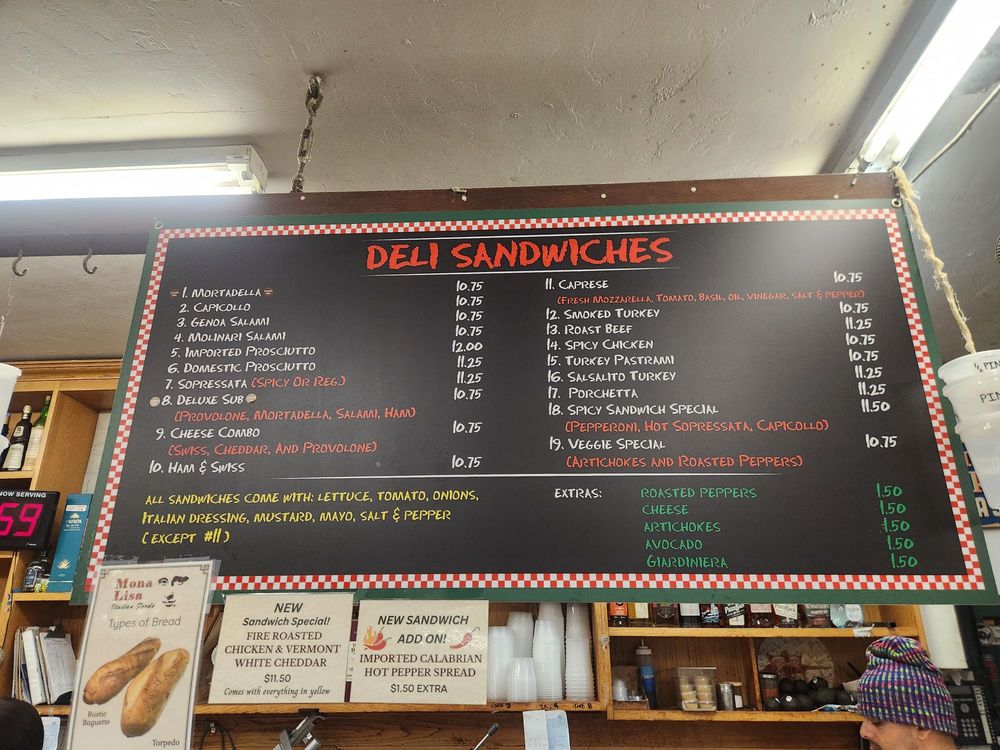 DELI SANDWICHES
1. MORTADELLA 10.75
2. CAPICOLLO 10.75
3. GENOA SALAMI 10.75
4. MOLINARI SALAMI 10.75
5. IMPORTED PROSCIUTTO 12.00
6. DOMESTIC PROSCIUTTO 11.25
7. SOPRESSATA (SPICY OR REG.) 11.25
8. DELUXE SUB 10.75
(PROVOLONE, MORTADELLA, SALAMI, HAM)
9. CHEESE COMBO 10.75
(SWISS, CHEDDAR, AND PROVOLONE)
10. HAM & SWISS 10.75
11. CAPRESE 10.75
(FRESH MOZZARELLA, TOMATO, BASIL, OIL, VINEGAR, SALT & PEPPER)
12. SMOKED TURKEY 10.75
13. ROAST BEEF 11.25
14. SPICY CHICKEN 10.75
15. TURKEY PASTRAMI 10.75
16. SALSALITO TURKEY 11.25
17. PORCHETTA 11.25
18. SPICY SANDWICH SPECIAL 11.50
(PEPPERONI, HOT SOPRESSATA, CAPICOLLO)
19. VEGGIE SPECIAL 10.75
(ARTICHOKES AND ROASTED PEPPERS)
ALL SANDWICHES COME WITH: LETTUCE, TOMATO, ONIONS,
ITALIAN DRESSING, MUSTARD, MAYO, SALT & PEPPER
(EXCEPT #11)
EXTRAS: ROASTED PEPPERS 1.50
CHEESE 1.50
ARTICHOKES 1.50
AVOCADO 1.50
GIARDINIERA 1.50
NOW SERVING
59
Mona
Lisa
Italian Foods
Types of Bread
Rustic
Baguette
Torpedo
NEW
Sandwich Special!
FIRE ROASTED
CHICKEN & VERMONT
WHITE CHEDDAR
$11.50
Comes with everything in yellow
NEW SANDWICH
ADD ON!
IMPORTED CALABRIAN
HOT PEPPER SPREAD
$1.50 EXTRA